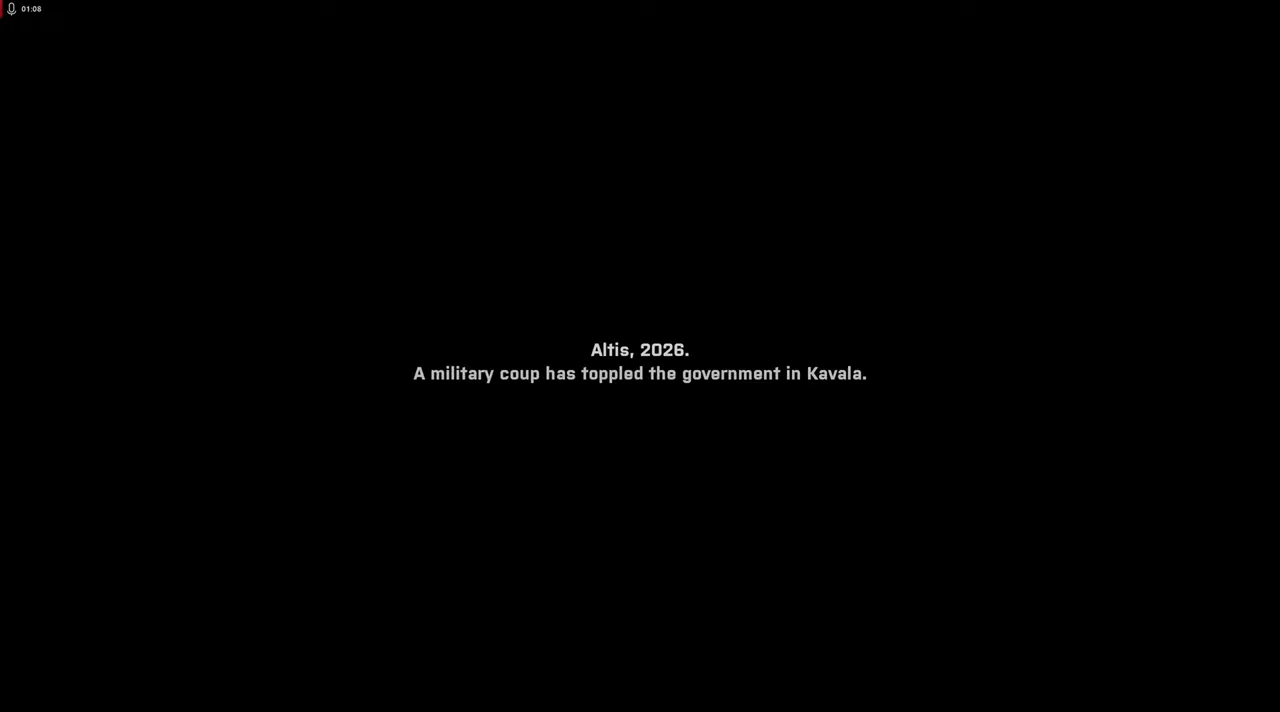 01:08
Altis, 2026.
A military coup has toppled the government in Kavala.